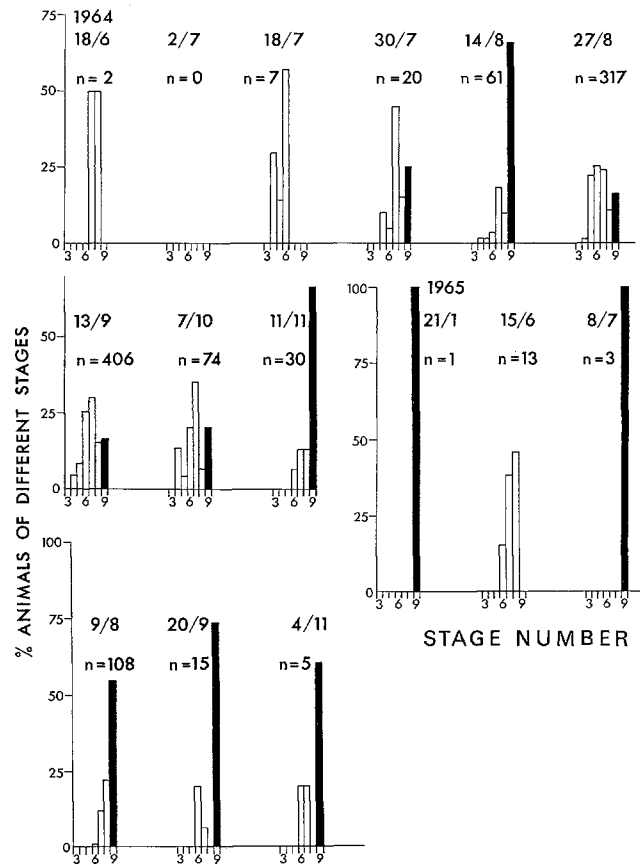 % ANIMALS OF DIFFERENT STAGES
1964
18/6 2/7 18/7 30/7 14/8 27/8
n=2 n=0 n=7 n=20 n=61 n=317
75
50
25
0
3 6 9 3 6 9 3 6 9 3 6 9 3 6 9 3 6 9
13/9 7/10 11/11
n=406 n=74 n=30
50
25
0
3 6 9 3 6 9 3 6 9
1965
21/1 15/6 8/7
n=1 n=13 n=3
100
75
50
25
0
3 6 9 3 6 9 3 6 9
STAGE NUMBER
9/8 20/9 4/11
n=108 n=15 n=5
100
75
50
25
0
3 6 9 3 6 9 3 6 9